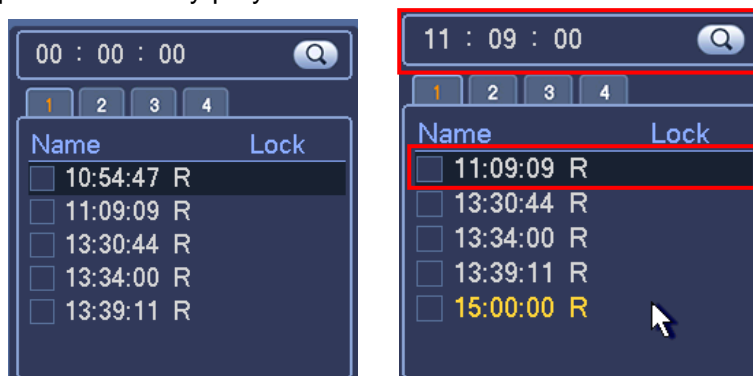 00 : 00 : 00
1 2 3 4
Name Lock
10:54:47 R
11:09:09 R
13:30:44 R
13:34:00 R
13:39:11 R
11 : 09 : 00
1 2 3 4
Name Lock
11:09:09 R
13:30:44 R
13:34:00 R
13:39:11 R
15:00:00 R